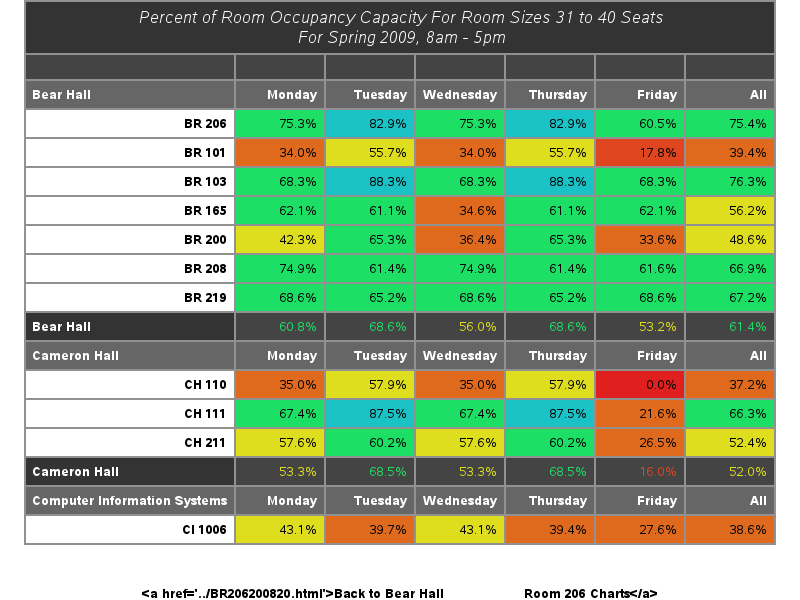 Percent of Room Occupancy Capacity For Room Sizes 31 to 40 Seats
For Spring 2009, 8am - 5pm
Bear Hall Monday Tuesday Wednesday Thursday Friday All
BR 206 75.3% 82.9% 75.3% 82.9% 60.5% 75.4%
BR 101 34.0% 55.7% 34.0% 55.7% 17.8% 39.4%
BR 103 68.3% 88.3% 68.3% 88.3% 68.3% 76.3%
BR 165 62.1% 61.1% 34.6% 61.1% 62.1% 56.2%
BR 200 42.3% 65.3% 36.4% 65.3% 33.6% 48.6%
BR 208 74.9% 61.4% 74.9% 61.4% 61.6% 66.9%
BR 219 68.6% 65.2% 68.6% 65.2% 68.6% 67.2%
Bear Hall 60.8% 68.6% 56.0% 68.6% 53.2% 61.4%
Cameron Hall Monday Tuesday Wednesday Thursday Friday All
CH 110 35.0% 57.9% 35.0% 57.9% 0.0% 37.2%
CH 111 67.4% 87.5% 67.4% 87.5% 21.6% 66.3%
CH 211 57.6% 60.2% 57.6% 60.2% 26.5% 52.4%
Cameron Hall 53.3% 68.5% 53.3% 68.5% 16.0% 52.0%
Computer Information Systems Monday Tuesday Wednesday Thursday Friday All
CI 1006 43.1% 39.7% 43.1% 39.4% 27.6% 38.6%
<a href='../BR206200820.html'>Back to Bear Hall Room 206 Charts</a>